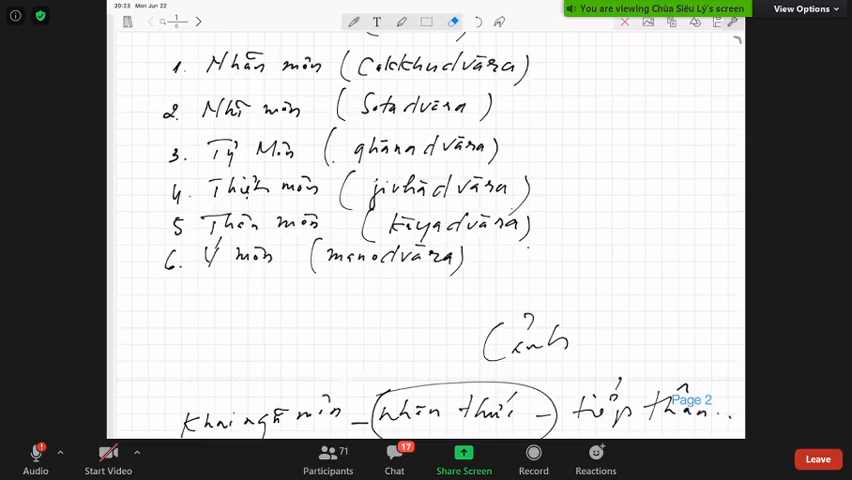 20:23 Mon Jun 22
1
6
You are viewing Chùa Siêu Lý's screen
View Options
1. Nhãn môn (Cakkhudvāra)
2. Nhĩ môn (Sotadvāra)
3. Tỷ Môn (ghānadvāra)
4. Thiệt môn (jivhādvāra)
5 Thân môn (kāyadvāra)
6. Ý môn (manodvāra)
Cảnh
Khai ngũ môn – nhãn thức – tiếp thâu...
Page 2
71
17
Audio
Start Video
Participants
Chat
Share Screen
Record
Reactions
Leave